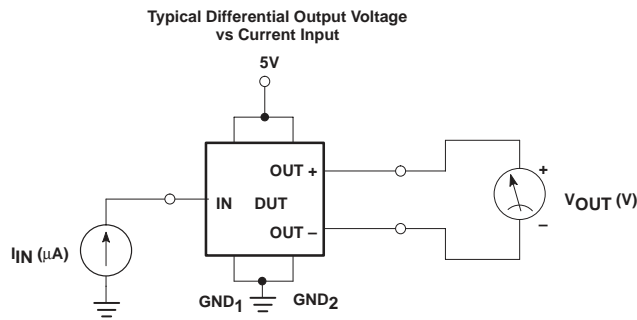 Typical Differential Output Voltage
vs Current Input
5V
OUT +
IN DUT
OUT –
IIN (μA)
GND1 GND2
+
VOUT (V)
–